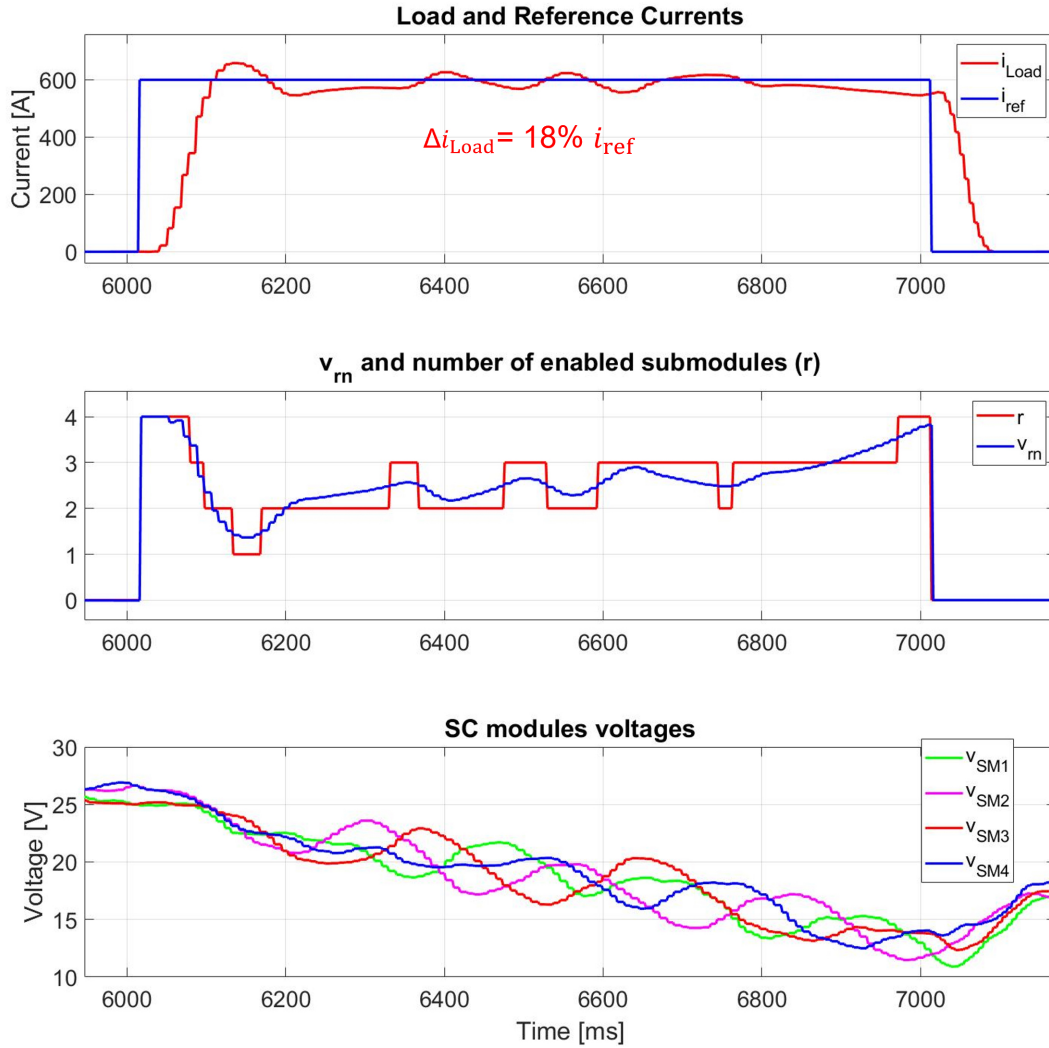 Load and Reference Currents
Current [A]
600
400
200
0
i_Load
i_ref
Δi_Load= 18% i_ref
6000 6200 6400 6600 6800 7000
v_rn and number of enabled submodules (r)
4
3
2
1
0
r
v_rn
6000 6200 6400 6600 6800 7000
SC modules voltages
Voltage [V]
30
25
20
15
10
v_SM1
v_SM2
v_SM3
v_SM4
6000 6200 6400 6600 6800 7000
Time [ms]